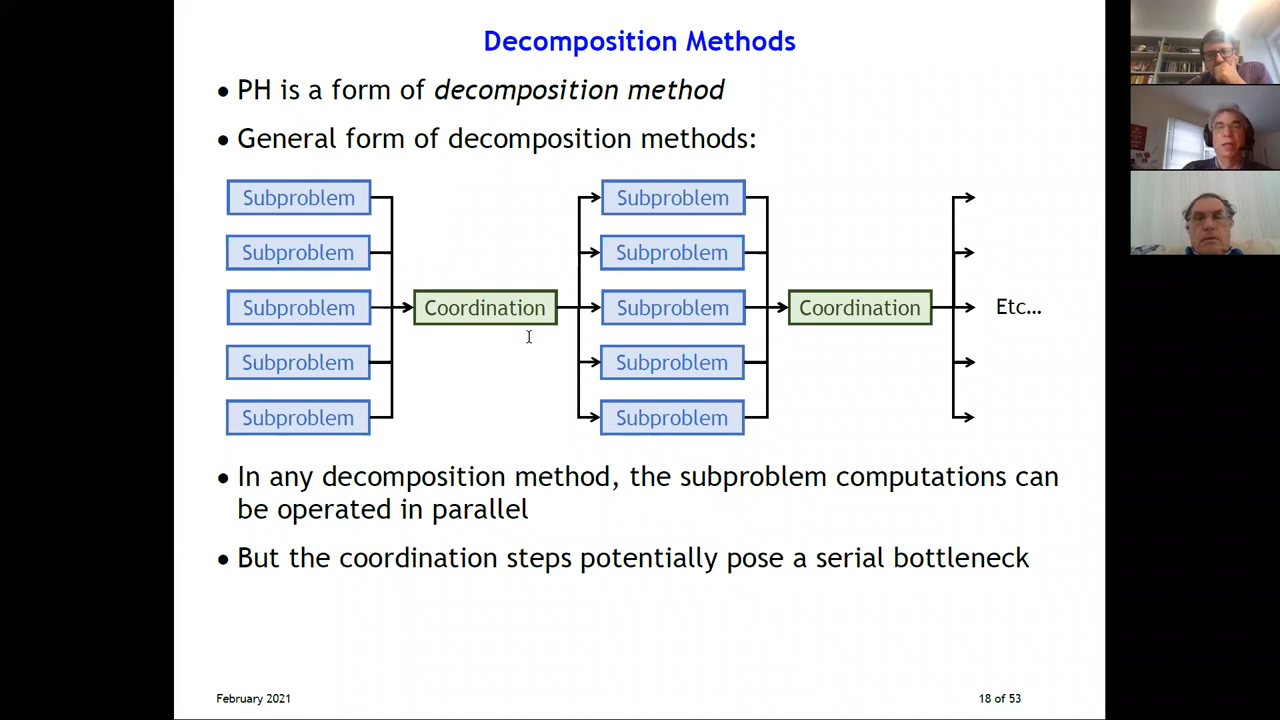 Decomposition Methods
• PH is a form of decomposition method
• General form of decomposition methods:
Subproblem
Subproblem
Subproblem
Subproblem
Subproblem
Coordination
Subproblem
Subproblem
Subproblem
Subproblem
Subproblem
Coordination
Etc…
• In any decomposition method, the subproblem computations can
be operated in parallel
• But the coordination steps potentially pose a serial bottleneck
February 2021
18 of 53